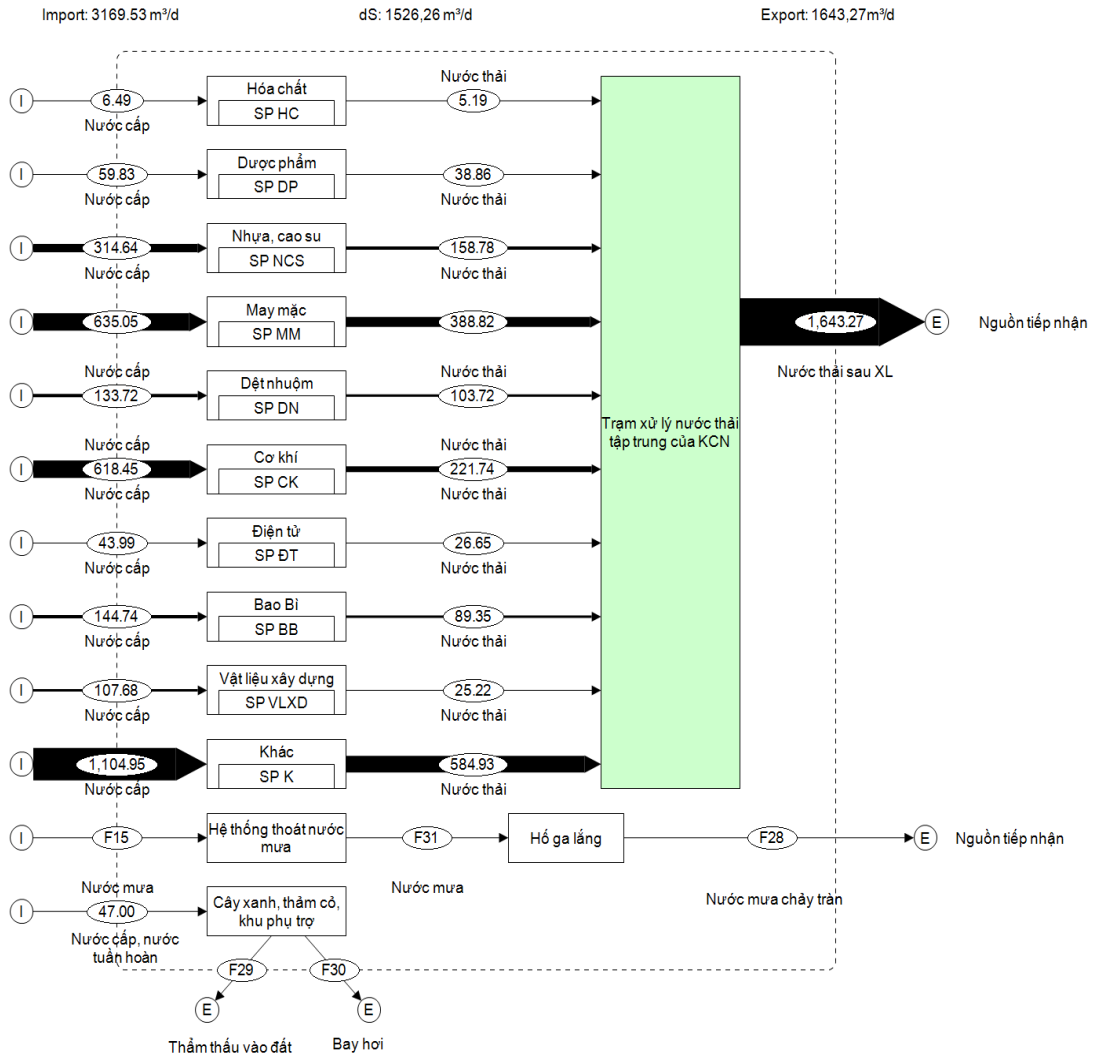 Import: 3169.53 m³/d
dS: 1526,26 m³/d
Export: 1643,27m³/d
Nước thải
I
6.49
Hóa chất
SP HC
5.19
Nước cấp
I
59.83
Dược phẩm
SP DP
38.86
Nước cấp
Nước thải
I
314.64
Nhựa, cao su
SP NCS
158.78
Nước cấp
Nước thải
I
635.05
May mặc
SP MM
388.82
1,643.27
E
Nguồn tiếp nhận
Nước thải sau XL
Nước cấp
Nước thải
I
133.72
Dệt nhuộm
SP DN
103.72
Trạm xử lý nước thải
tập trung của KCN
Nước cấp
Nước thải
I
618.45
Cơ khí
SP CK
221.74
Nước cấp
Nước thải
I
43.99
Điện tử
SP ĐT
26.65
Nước cấp
Nước thải
I
144.74
Bao Bì
SP BB
89.35
Nước cấp
Nước thải
I
107.68
Vật liệu xây dựng
SP VLXD
25.22
Nước cấp
Nước thải
I
1,104.95
Khác
SP K
584.93
Nước cấp
Nước thải
I
F15
Hệ thống thoát nước
mưa
F31
Hố ga lắng
F28
E
Nguồn tiếp nhận
Nước mưa
Nước mưa
Nước mưa chảy tràn
I
47.00
Cây xanh, thảm cỏ,
khu phụ trợ
Nước cấp, nước
tuần hoàn
F29
F30
E
E
Thẩm thấu vào đất
Bay hơi